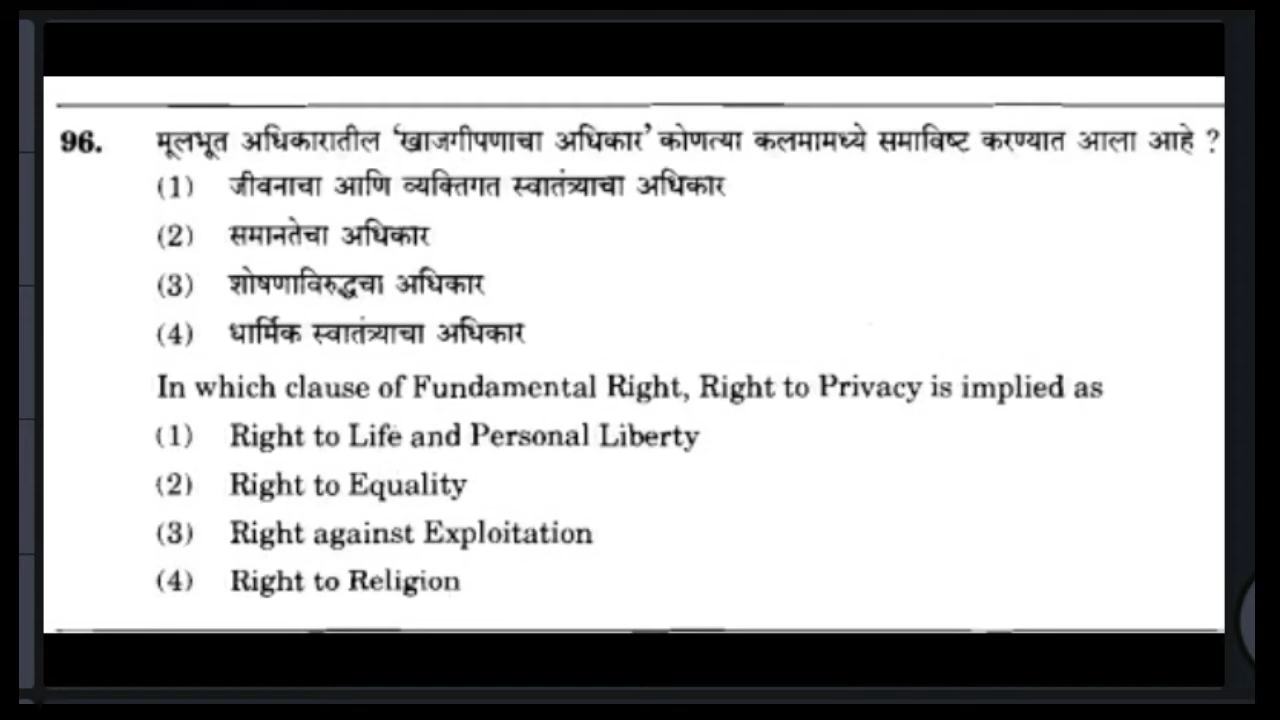 96. मूलभूत अधिकारातील ‘खाजगीपणाचा अधिकार’ कोणत्या कलमामध्ये समाविष्ट करण्यात आला आहे ?
(1) जीवनाचा आणि व्यक्तिगत स्वातंत्र्याचा अधिकार
(2) समानतेचा अधिकार
(3) शोषणाविरुद्धचा अधिकार
(4) धार्मिक स्वातंत्र्याचा अधिकार
In which clause of Fundamental Right, Right to Privacy is implied as
(1) Right to Life and Personal Liberty
(2) Right to Equality
(3) Right against Exploitation
(4) Right to Religion